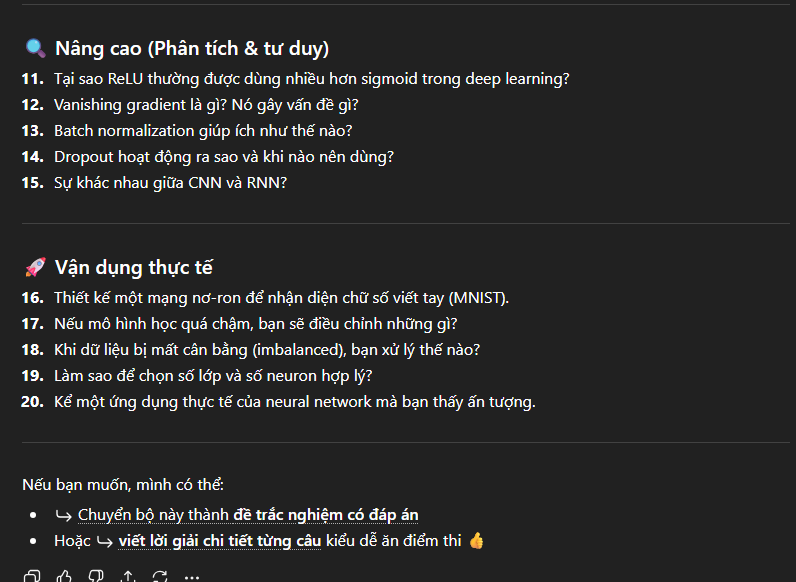 Nâng cao (Phân tích & tư duy)
11. Tại sao ReLU thường được dùng nhiều hơn sigmoid trong deep learning?
12. Vanishing gradient là gì? Nó gây vấn đề gì?
13. Batch normalization giúp ích như thế nào?
14. Dropout hoạt động ra sao và khi nào nên dùng?
15. Sự khác nhau giữa CNN và RNN?
Vận dụng thực tế
16. Thiết kế một mạng nơ-ron để nhận diện chữ số viết tay (MNIST).
17. Nếu mô hình học quá chậm, bạn sẽ điều chỉnh những gì?
18. Khi dữ liệu bị mất cân bằng (imbalanced), bạn xử lý thế nào?
19. Làm sao để chọn số lớp và số neuron hợp lý?
20. Kể một ứng dụng thực tế của neural network mà bạn thấy ấn tượng.
Nếu bạn muốn, mình có thể:
• ↪ Chuyển bộ này thành đề trắc nghiệm có đáp án
• Hoặc ↪ viết lời giải chi tiết từng câu kiểu dễ ăn điểm thi 👍